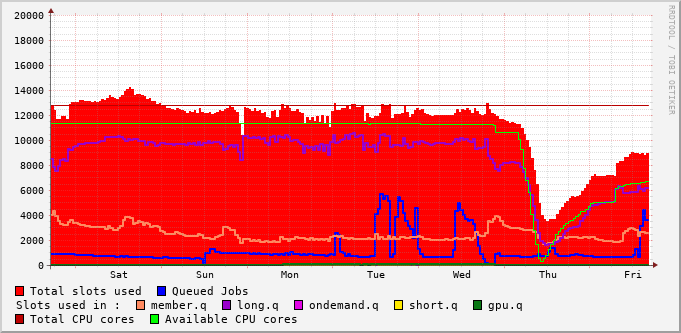 20000
18000
16000
14000
12000
10000
8000
6000
4000
2000
0
Sat Sun Mon Tue Wed Thu Fri
RRDTOOL / TOBI OETIKER
Total slots used Queued Jobs
Slots used in : member.q long.q ondemand.q short.q gpu.q
Total CPU cores Available CPU cores